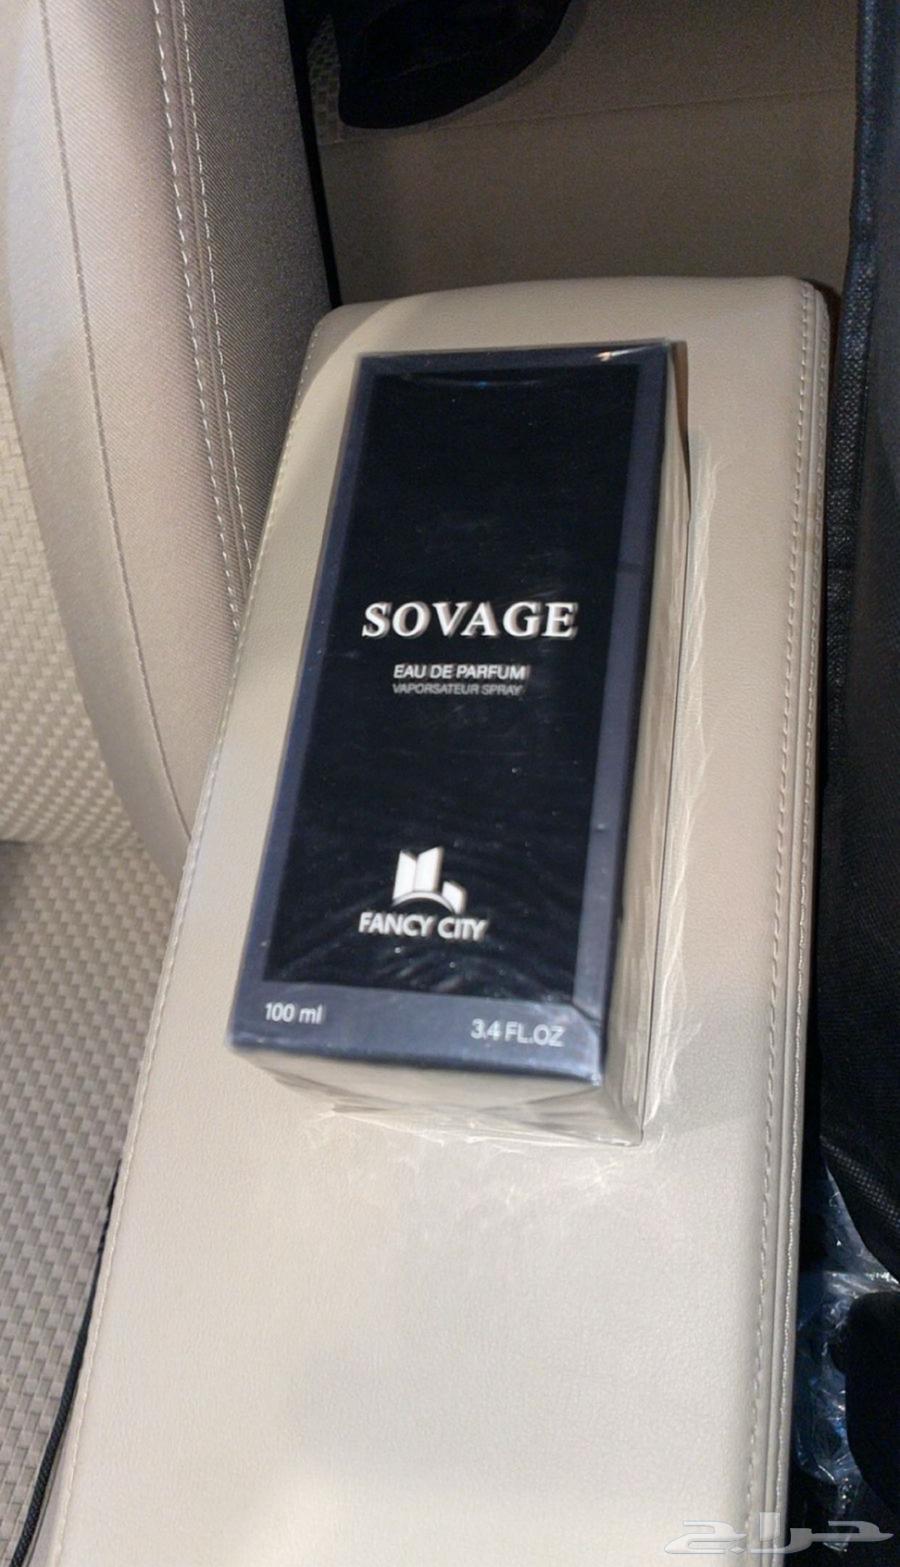 SOVAGE
EAU DE PARFUM
VAPORSATEUR SPRAY
FANCY CITY
100 ml
3.4 FL.OZ
حراج